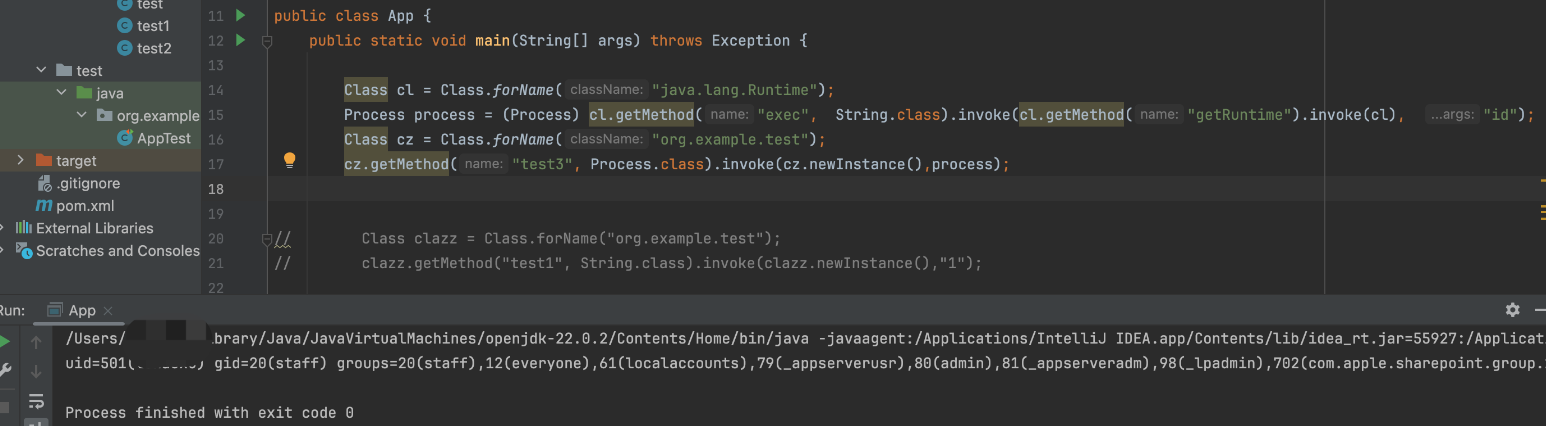 test
test1
test2
test
java
org.example
AppTest
target
.gitignore
pom.xml
External Libraries
Scratches and Consoles
11 public class App {
12 public static void main(String[] args) throws Exception {
13
14 Class cl = Class.forName( className: "java.lang.Runtime");
15 Process process = (Process) cl.getMethod( name: "exec", String.class).invoke(cl.getMethod( name: "getRuntime").invoke(cl), ...args: "id");
16 Class cz = Class.forName( className: "org.example.test");
17 cz.getMethod( name: "test3", Process.class).invoke(cz.newInstance(),process);
18
19
20 // Class clazz = Class.forName("org.example.test");
21 // clazz.getMethod("test1", String.class).invoke(clazz.newInstance(),"1");
22
Run: App
/Users/ ibrary/Java/JavaVirtualMachines/openjdk-22.0.2/Contents/Home/bin/java -javaagent:/Applications/IntelliJ IDEA.app/Contents/lib/idea_rt.jar=55927:/Applicat
uid=501( ) gid=20(staff) groups=20(staff),12(everyone),61(localaccounts),79(_appserverusr),80(admin),81(_appserveradm),98(_lpadmin),702(com.apple.sharepoint.group.
Process finished with exit code 0